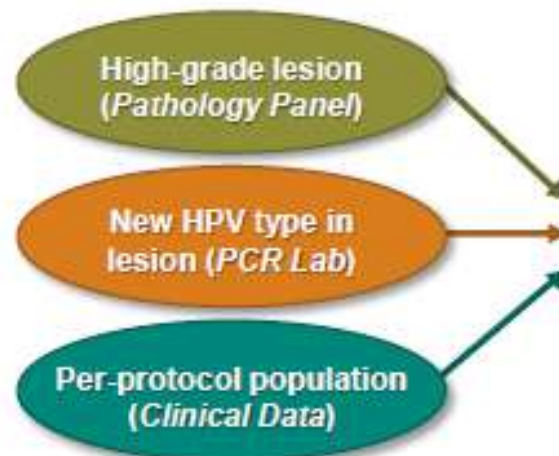 High-grade lesion
(Pathology Panel)
New HPV type in
lesion (PCR Lab)
Per-protocol population
(Clinical Data)